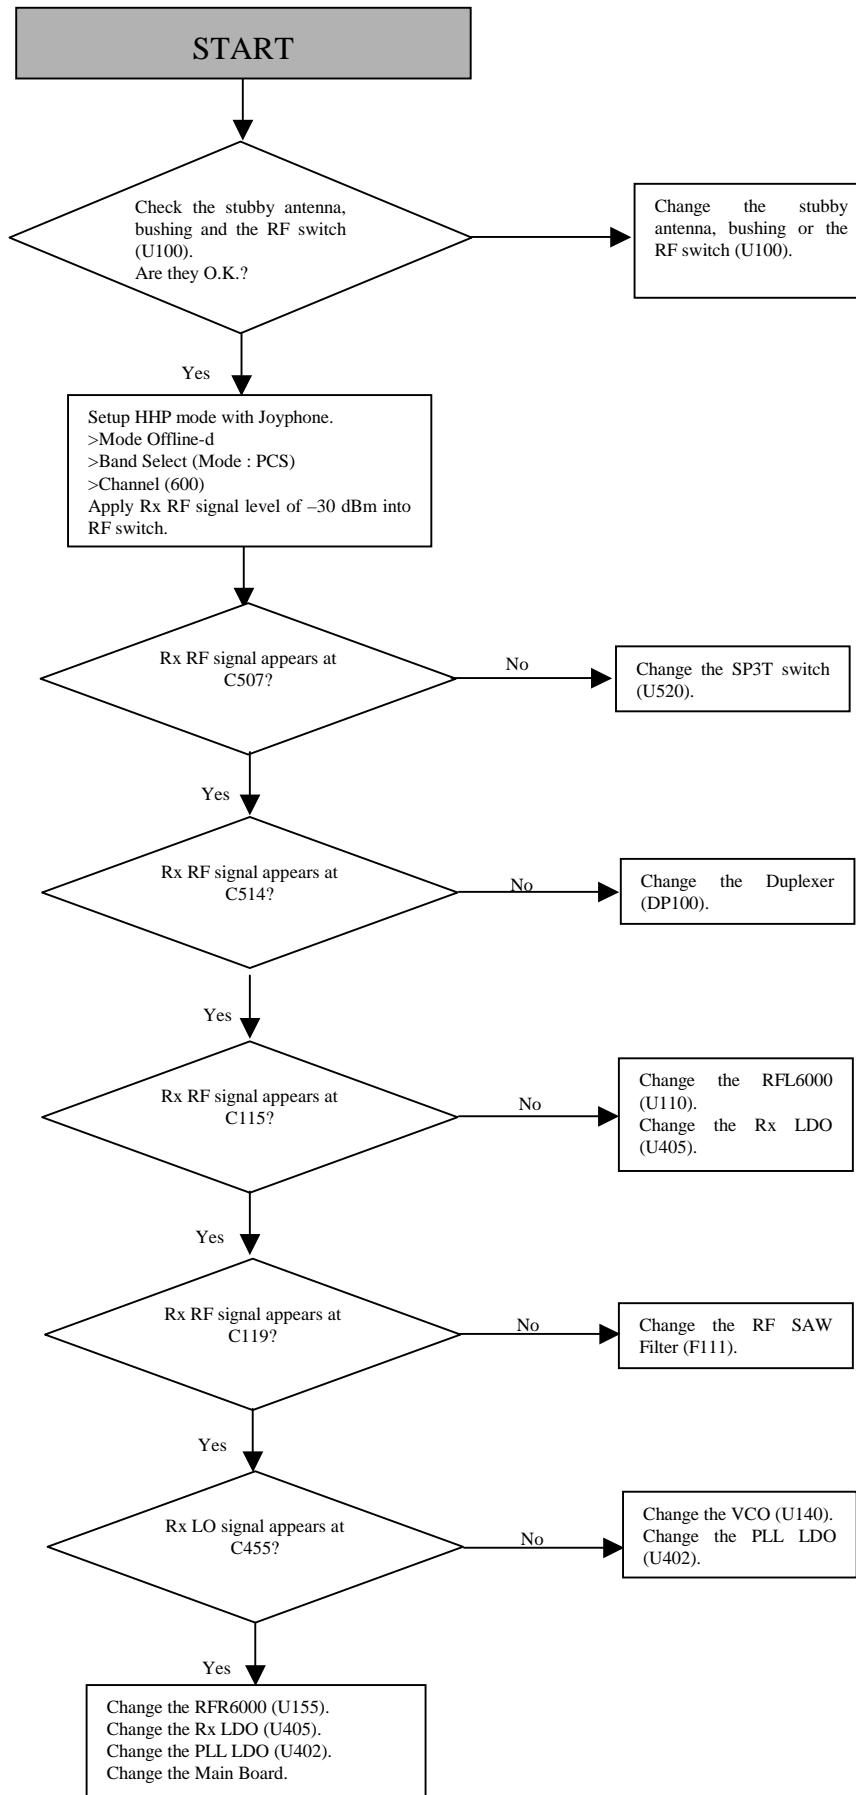 START
Check the stubby antenna,
bushing and the RF switch
(U100).
Are they O.K.?
Change the stubby
antenna, bushing or the
RF switch (U100).
Yes
Setup HHP mode with Joyphone.
>Mode Offline-d
>Band Select (Mode : PCS)
>Channel (600)
Apply Rx RF signal level of –30 dBm into
RF switch.
Rx RF signal appears at
C507?
No
Change the SP3T switch
(U520).
Yes
Rx RF signal appears at
C514?
No
Change the Duplexer
(DP100).
Yes
Rx RF signal appears at
C115?
No
Change the RFL6000
(U110).
Change the Rx LDO
(U405).
Yes
Rx RF signal appears at
C119?
No
Change the RF SAW
Filter (F111).
Yes
Rx LO signal appears at
C455?
No
Change the VCO (U140).
Change the PLL LDO
(U402).
Yes
Change the RFR6000 (U155).
Change the Rx LDO (U405).
Change the PLL LDO (U402).
Change the Main Board.